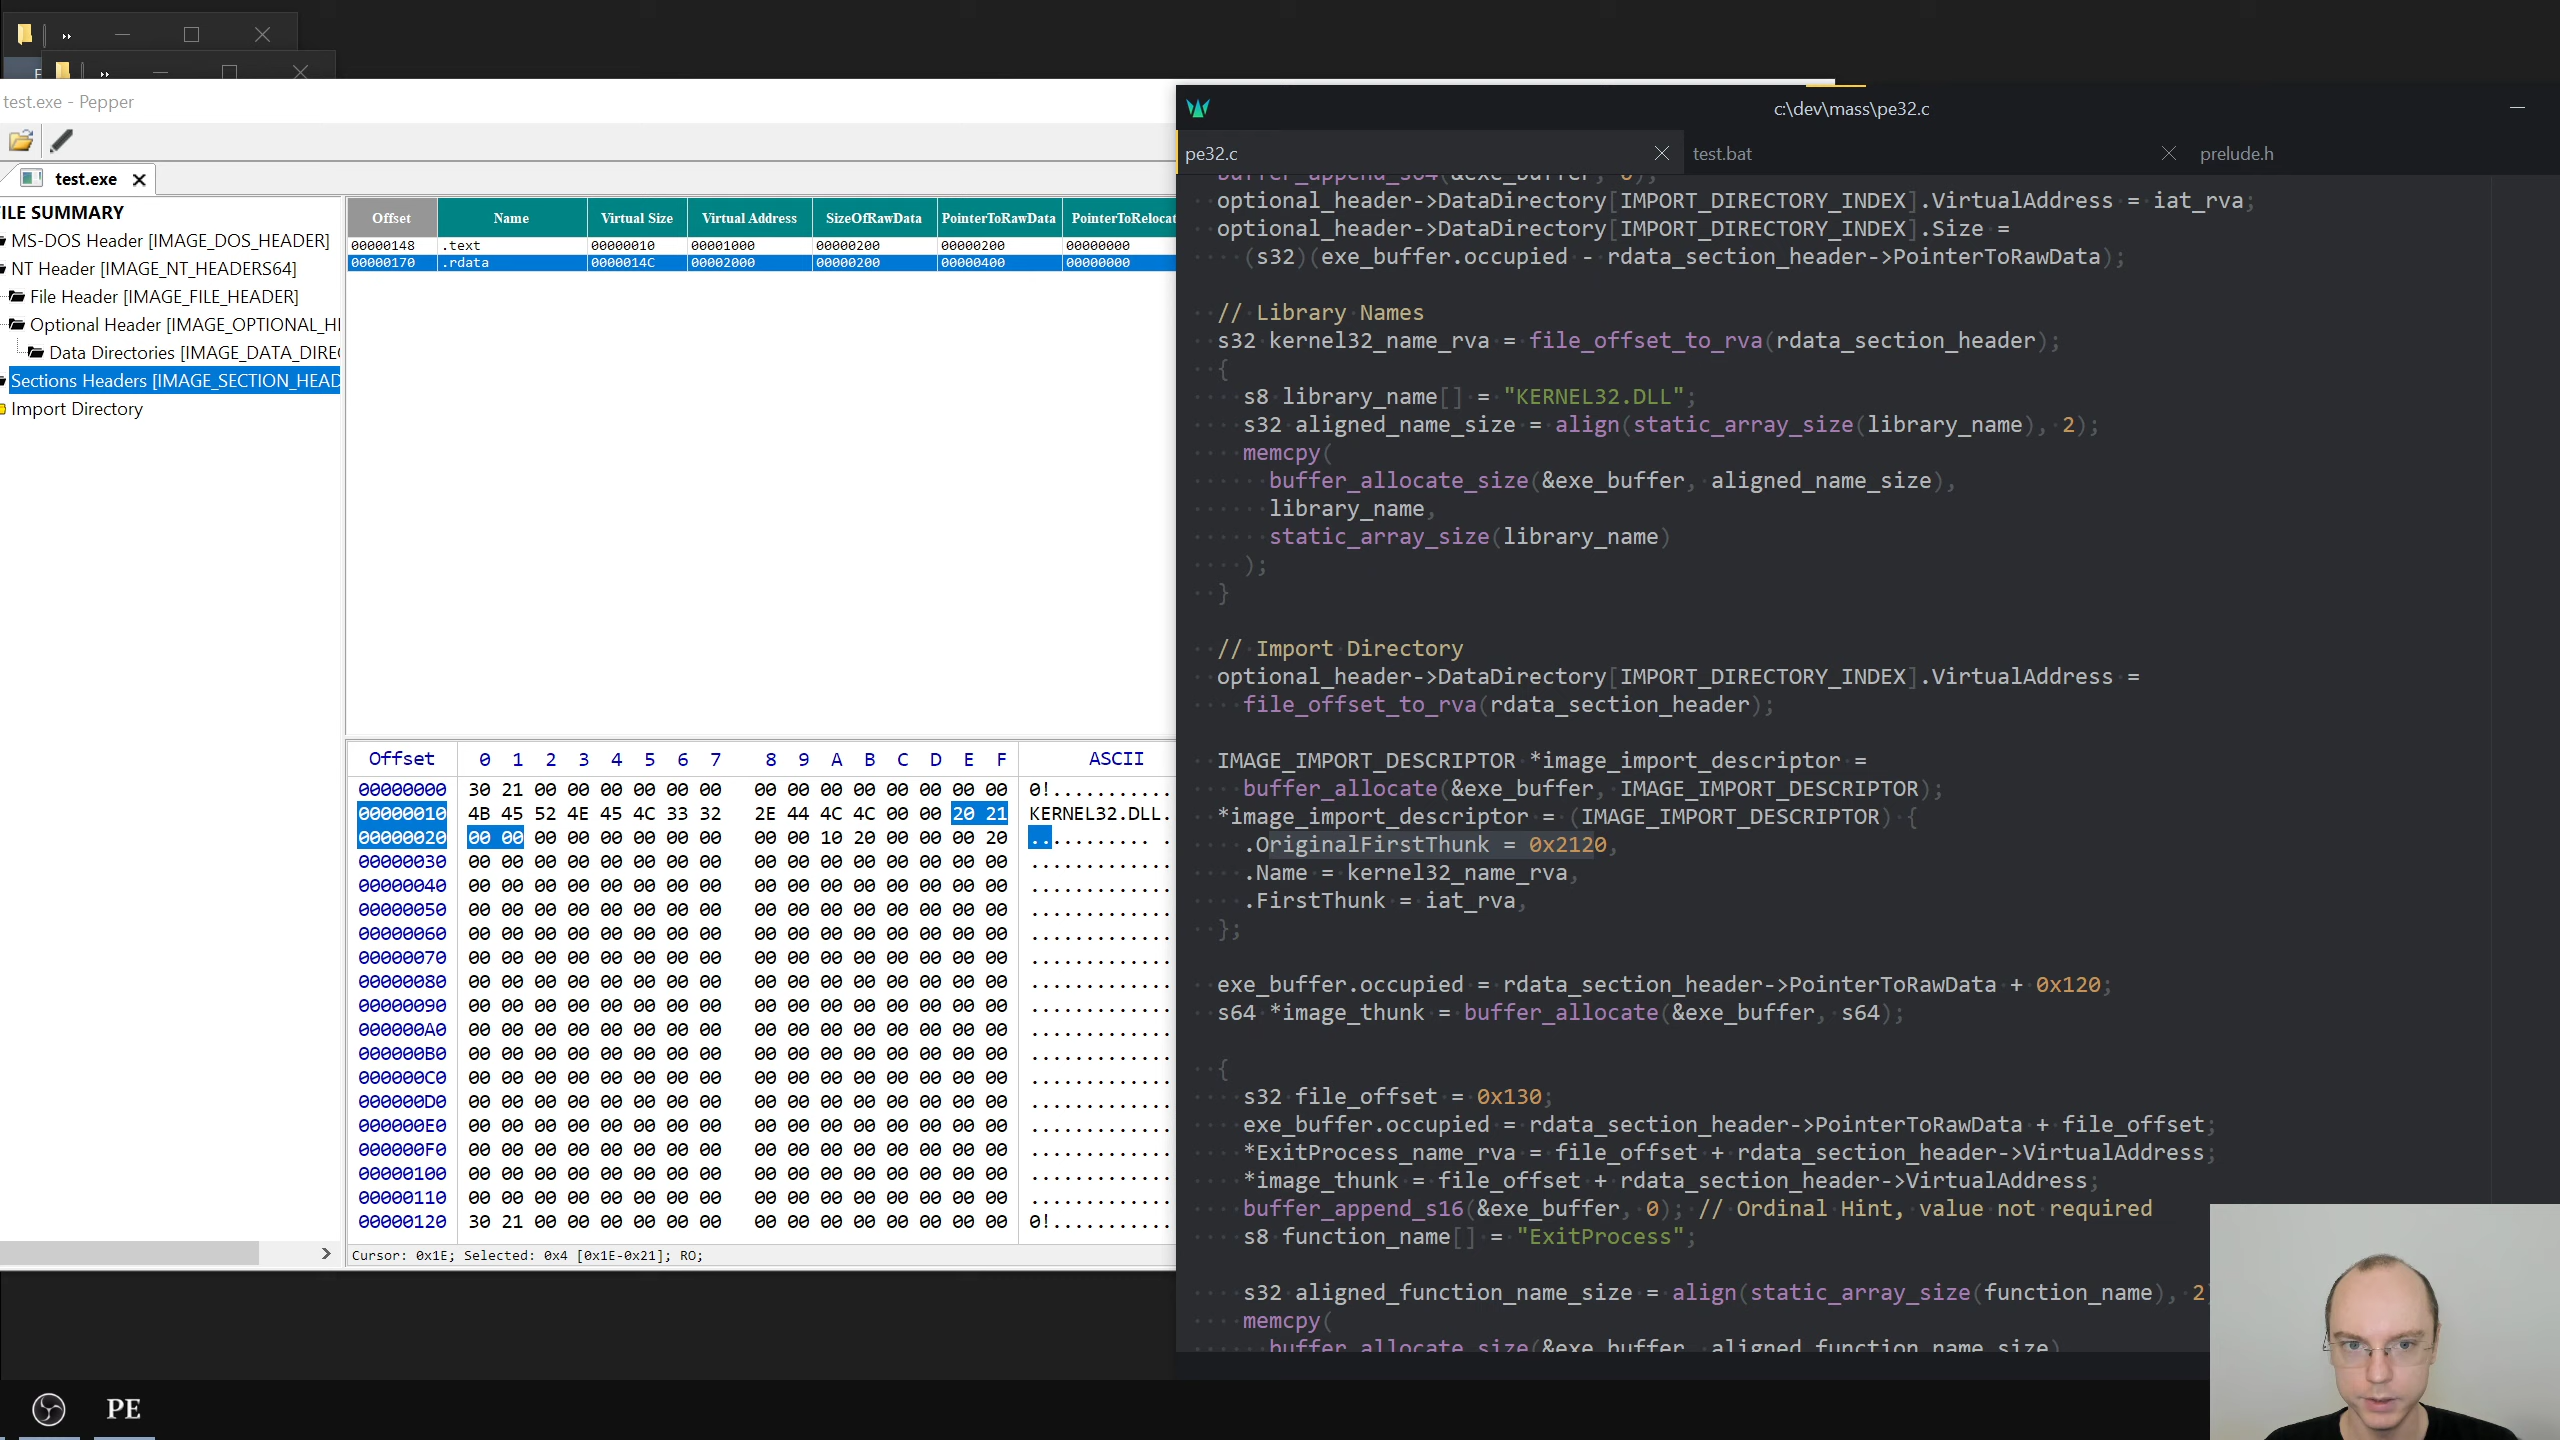 test.exe - Pepper
test.exe
ILE SUMMARY
MS-DOS Header [IMAGE_DOS_HEADER]
NT Header [IMAGE_NT_HEADERS64]
File Header [IMAGE_FILE_HEADER]
Optional Header [IMAGE_OPTIONAL_H
Data Directories [IMAGE_DATA_DIRE
Sections Headers [IMAGE_SECTION_HEAD
Import Directory
Offset Name Virtual Size Virtual Address SizeOfRawData PointerToRawData PointerToRelocat
00000148 .text 00000010 00001000 00000200 00000200 00000000
00000170 .rdata 0000014C 00002000 00000200 00000400 00000000
Offset 0 1 2 3 4 5 6 7 8 9 A B C D E F ASCII
00000000 30 21 00 00 00 00 00 00 00 00 00 00 00 00 00 00 0!..............
00000010 4B 45 52 4E 45 4C 33 32 2E 44 4C 4C 00 00 20 21 KERNEL32.DLL.
00000020 00 00 00 00 00 00 00 00 00 00 10 20 00 00 00 20 ........... .
00000030 00 00 00 00 00 00 00 00 00 00 00 00 00 00 00 00 .............
00000040 00 00 00 00 00 00 00 00 00 00 00 00 00 00 00 00 .............
00000050 00 00 00 00 00 00 00 00 00 00 00 00 00 00 00 00 .............
00000060 00 00 00 00 00 00 00 00 00 00 00 00 00 00 00 00 .............
00000070 00 00 00 00 00 00 00 00 00 00 00 00 00 00 00 00 .............
00000080 00 00 00 00 00 00 00 00 00 00 00 00 00 00 00 00 .............
00000090 00 00 00 00 00 00 00 00 00 00 00 00 00 00 00 00 .............
000000A0 00 00 00 00 00 00 00 00 00 00 00 00 00 00 00 00 .............
000000B0 00 00 00 00 00 00 00 00 00 00 00 00 00 00 00 00 .............
000000C0 00 00 00 00 00 00 00 00 00 00 00 00 00 00 00 00 .............
000000D0 00 00 00 00 00 00 00 00 00 00 00 00 00 00 00 00 .............
000000E0 00 00 00 00 00 00 00 00 00 00 00 00 00 00 00 00 .............
000000F0 00 00 00 00 00 00 00 00 00 00 00 00 00 00 00 00 .............
00000100 00 00 00 00 00 00 00 00 00 00 00 00 00 00 00 00 .............
00000110 00 00 00 00 00 00 00 00 00 00 00 00 00 00 00 00 .............
00000120 30 21 00 00 00 00 00 00 00 00 00 00 00 00 00 00 0!...........
Cursor: 0x1E; Selected: 0x4 [0x1E-0x21]; RO;
PE
c:\dev\mass\pe32.c
pe32.c test.bat prelude.h
buffer_append_s64(&exe_buffer, 0);
optional_header->DataDirectory[IMPORT_DIRECTORY_INDEX].VirtualAddress = iat_rva;
optional_header->DataDirectory[IMPORT_DIRECTORY_INDEX].Size =
(s32)(exe_buffer.occupied - rdata_section_header->PointerToRawData);
// Library Names
s32 kernel32_name_rva = file_offset_to_rva(rdata_section_header);
{
s8 library_name[] = "KERNEL32.DLL";
s32 aligned_name_size = align(static_array_size(library_name), 2);
memcpy(
buffer_allocate_size(&exe_buffer, aligned_name_size),
library_name,
static_array_size(library_name)
);
}
// Import Directory
optional_header->DataDirectory[IMPORT_DIRECTORY_INDEX].VirtualAddress =
file_offset_to_rva(rdata_section_header);
IMAGE_IMPORT_DESCRIPTOR *image_import_descriptor =
buffer_allocate(&exe_buffer, IMAGE_IMPORT_DESCRIPTOR);
*image_import_descriptor = (IMAGE_IMPORT_DESCRIPTOR) {
.OriginalFirstThunk = 0x2120,
.Name = kernel32_name_rva,
.FirstThunk = iat_rva,
};
exe_buffer.occupied = rdata_section_header->PointerToRawData + 0x120;
s64 *image_thunk = buffer_allocate(&exe_buffer, s64);
{
s32 file_offset = 0x130;
exe_buffer.occupied = rdata_section_header->PointerToRawData + file_offset;
*ExitProcess_name_rva = file_offset + rdata_section_header->VirtualAddress;
*image_thunk = file_offset + rdata_section_header->VirtualAddress;
buffer_append_s16(&exe_buffer, 0); // Ordinal Hint, value not required
s8 function_name[] = "ExitProcess";
s32 aligned_function_name_size = align(static_array_size(function_name), 2
memcpy(
buffer_allocate_size(&exe_buffer, aligned_function_name_size)